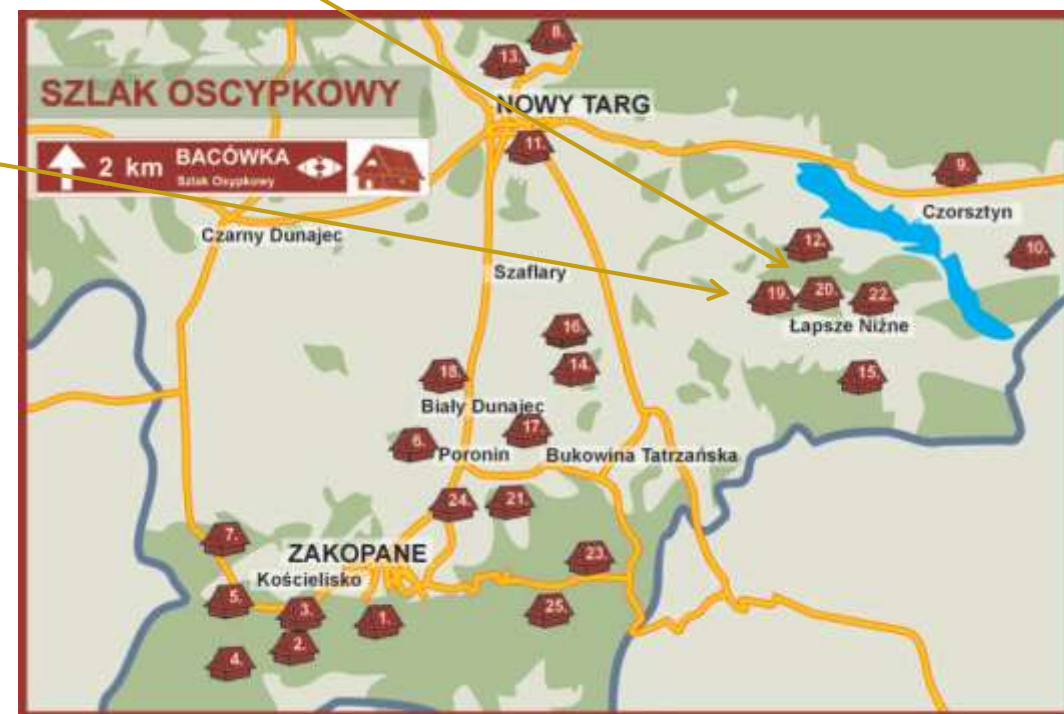 8.
13.
SZLAK OSCYPKOWY
NOWY TARG
11.
2 km BACÓWKA
Szlak Osypkowy
9.
Czorsztyn
Czarny Dunajec
12.
10.
Szaflary
19. 20. 22.
Łapsze Niżne
16.
14.
18.
15.
Biały Dunajec
17.
6.
Poronin
Bukowina Tatrzańska
24. 21.
7.
ZAKOPANE
23.
Kościelisko
5.
3.
1.
25.
2.
4.